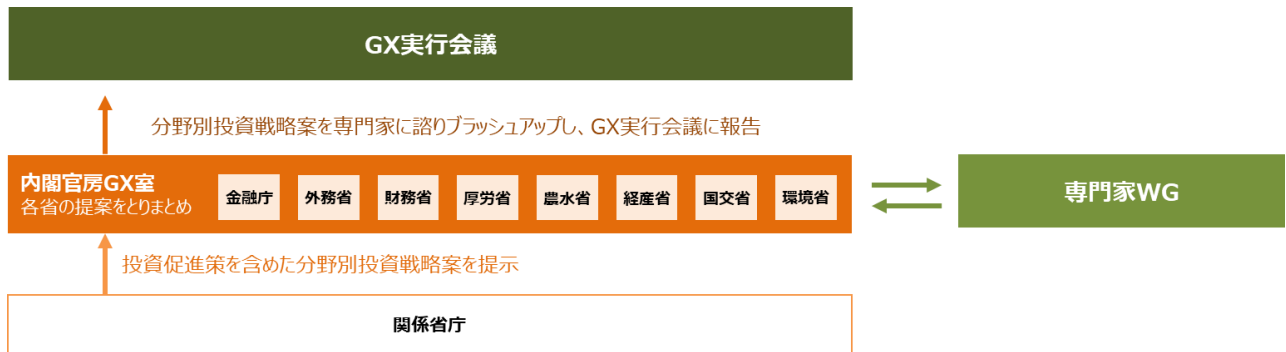 GX実行会議
分野別投資戦略案を専門家に諮りブラッシュアップし、GX実行会議に報告
内閣官房GX室
各省の提案をとりまとめ
金融庁
外務省
財務省
厚労省
農水省
経産省
国交省
環境省
専門家WG
投資促進策を含めた分野別投資戦略案を提示
関係省庁